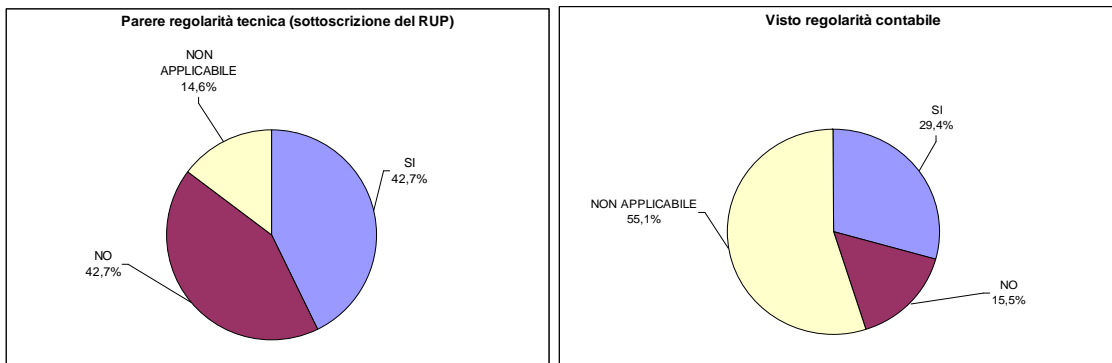 Parere regolarità tecnica (sottoscrizione del RUP)
NON
APPLICABILE
14,6%
SI
42,7%
NO
42,7%
Visto regolarità contabile
SI
29,4%
NON APPLICABILE
55,1%
NO
15,5%